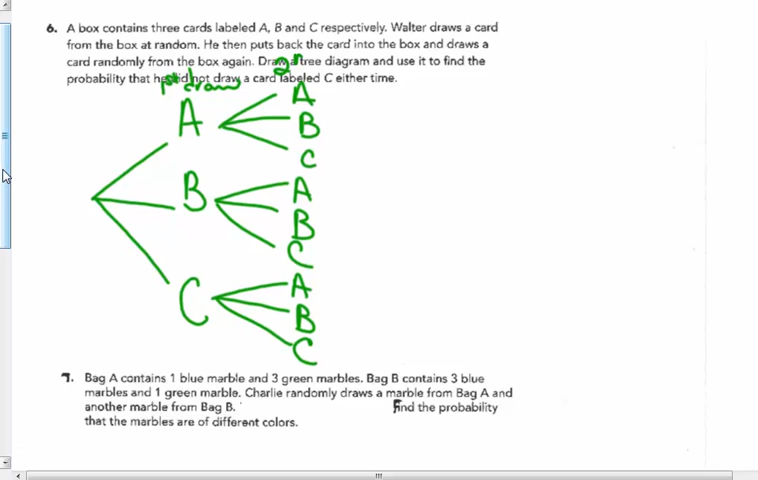 6. A box contains three cards labeled A, B and C respectively. Walter draws a card
from the box at random. He then puts back the card into the box and draws a
card randomly from the box again. Draw a tree diagram and use it to find the
probability that he did not draw a card labeled C either time.
1st draw
2n
A
A
B
C
B
A
B
C
C
A
B
C
7. Bag A contains 1 blue marble and 3 green marbles. Bag B contains 3 blue
marbles and 1 green marble. Charlie randomly draws a marble from Bag A and
another marble from Bag B. find the probability
that the marbles are of different colors.